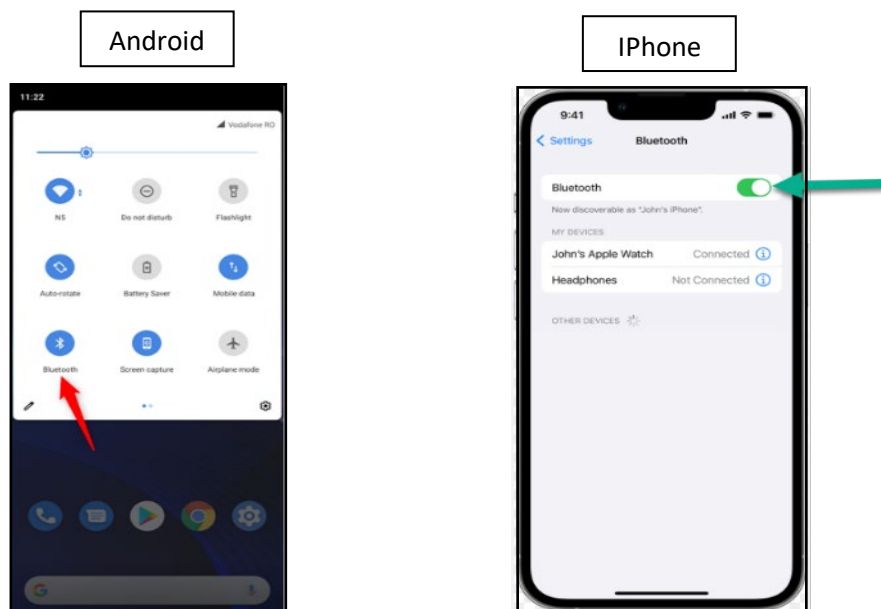 Android
IPhone
11:22
Vodafone RO
NS
Do not disturb
Flashlight
Auto-rotate
Battery Saver
Mobile data
Bluetooth
Screen capture
Airplane mode
G
9:41
Settings
Bluetooth
Bluetooth
Now discoverable as "John's iPhone".
MY DEVICES
John's Apple Watch Connected
Headphones Not Connected
OTHER DEVICES